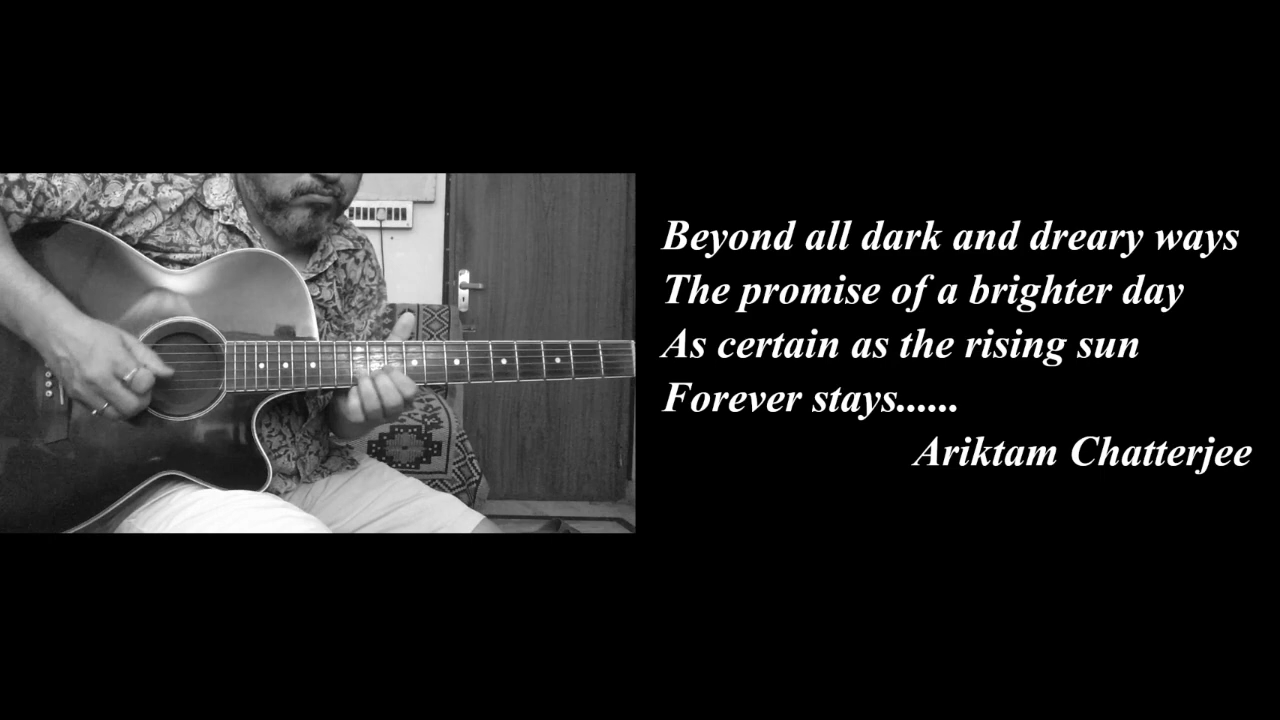 Beyond all dark and dreary ways
The promise of a brighter day
As certain as the rising sun
Forever stays......
Ariktam Chatterjee